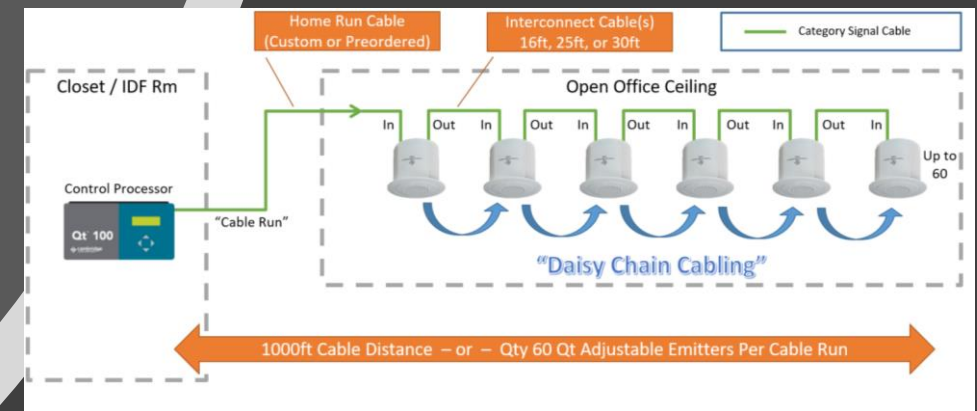 Home Run Cable
(Custom or Preordered)
Interconnect Cable(s)
16ft, 25ft, or 30ft
Category Signal Cable
Closet / IDF Rm
Open Office Ceiling
In
Out
In
Out
In
Out
In
Out
In
Out
In
Up to
60
Control Processor
Qt 100
"Cable Run"
“Daisy Chain Cabling”
1000ft Cable Distance – or – Qty 60 Qt Adjustable Emitters Per Cable Run